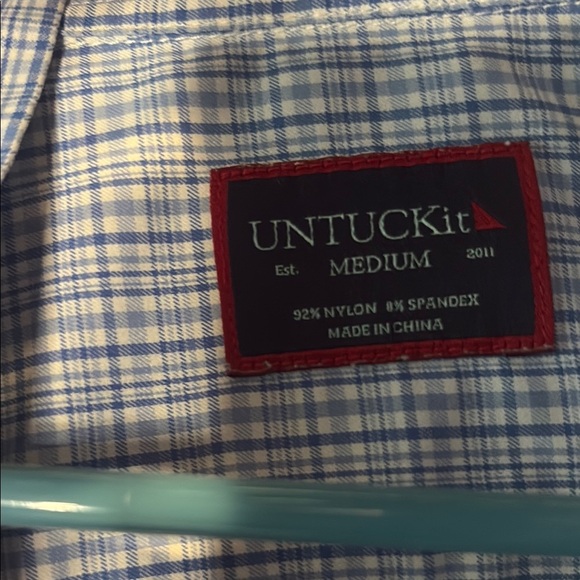 UNTUCKit
Est. MEDIUM 2011
92% NYLON 8% SPANDEX
MADE IN CHINA